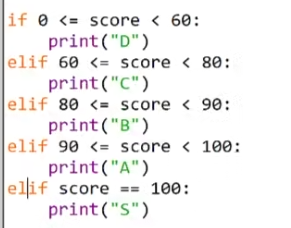 if 0 <= score < 60:
    print("D")
elif 60 <= score < 80:
    print("C")
elif 80 <= score < 90:
    print("B")
elif 90 <= score < 100:
    print("A")
elif score == 100:
    print("S")